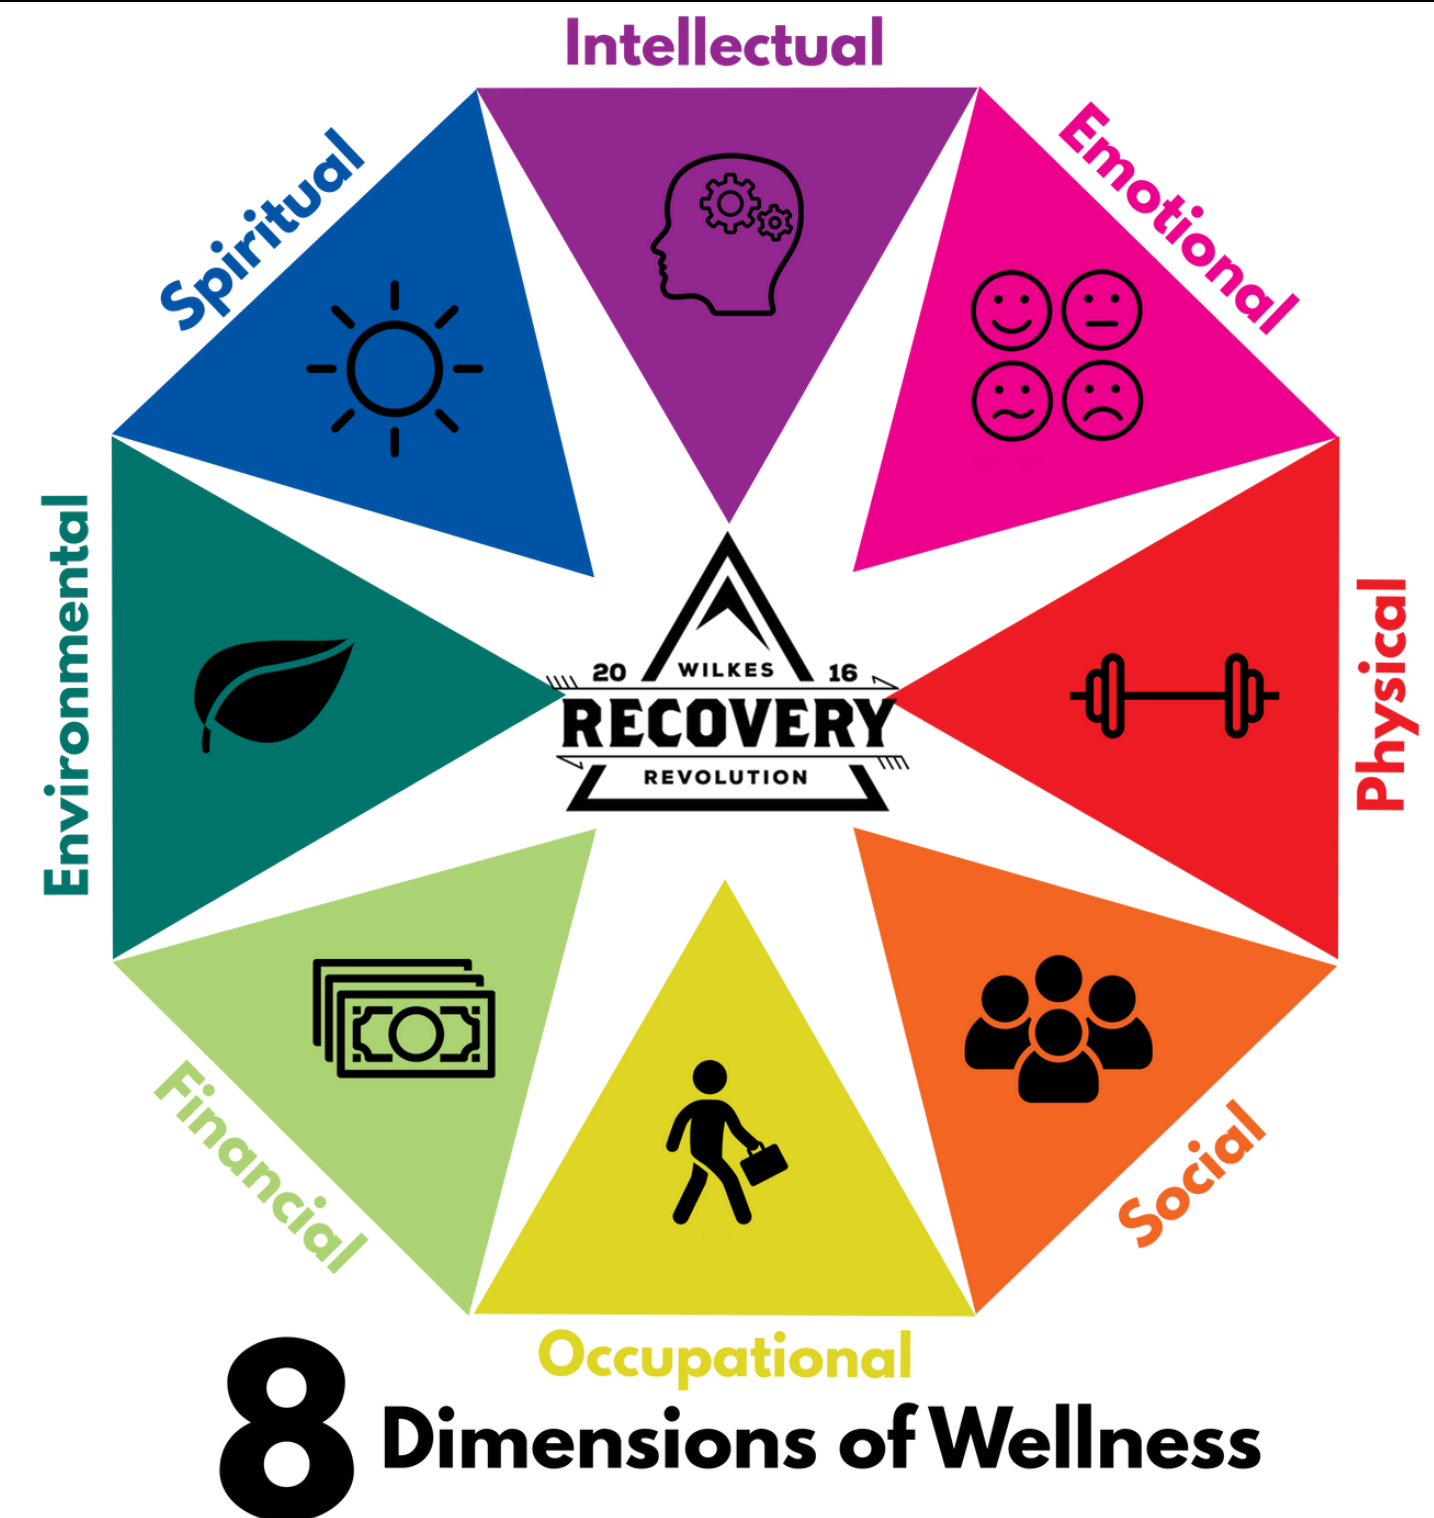 Intellectual
Emotional
Spiritual
Environmental
Physical
20 WILKES 16
RECOVERY
REVOLUTION
Financial
Social
Occupational
8 Dimensions of Wellness